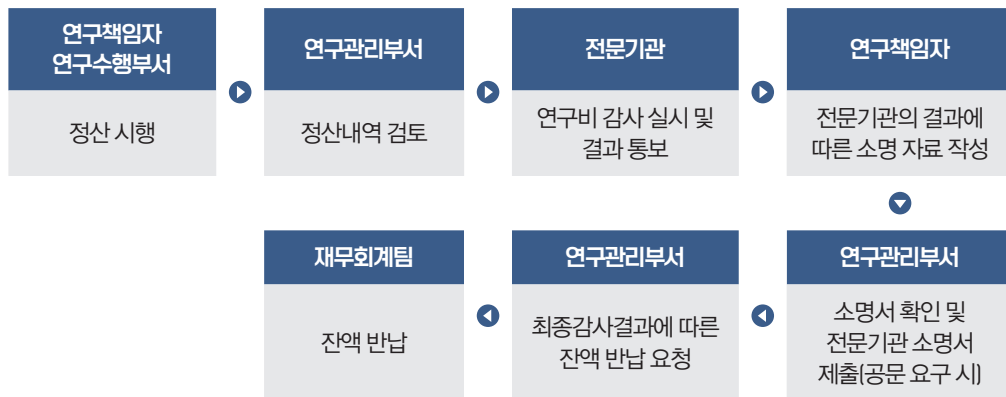 연구책임자
연구수행부서
정산 시행
연구관리부서
정산내역 검토
전문기관
연구비 감사 실시 및
결과 통보
연구책임자
전문기관의 결과에
따른 소명 자료 작성
연구관리부서
소명서 확인 및
전문기관 소명서
제출(공문 요구 시)
연구관리부서
최종감사결과에 따른
잔액 반납 요청
재무회계팀
잔액 반납